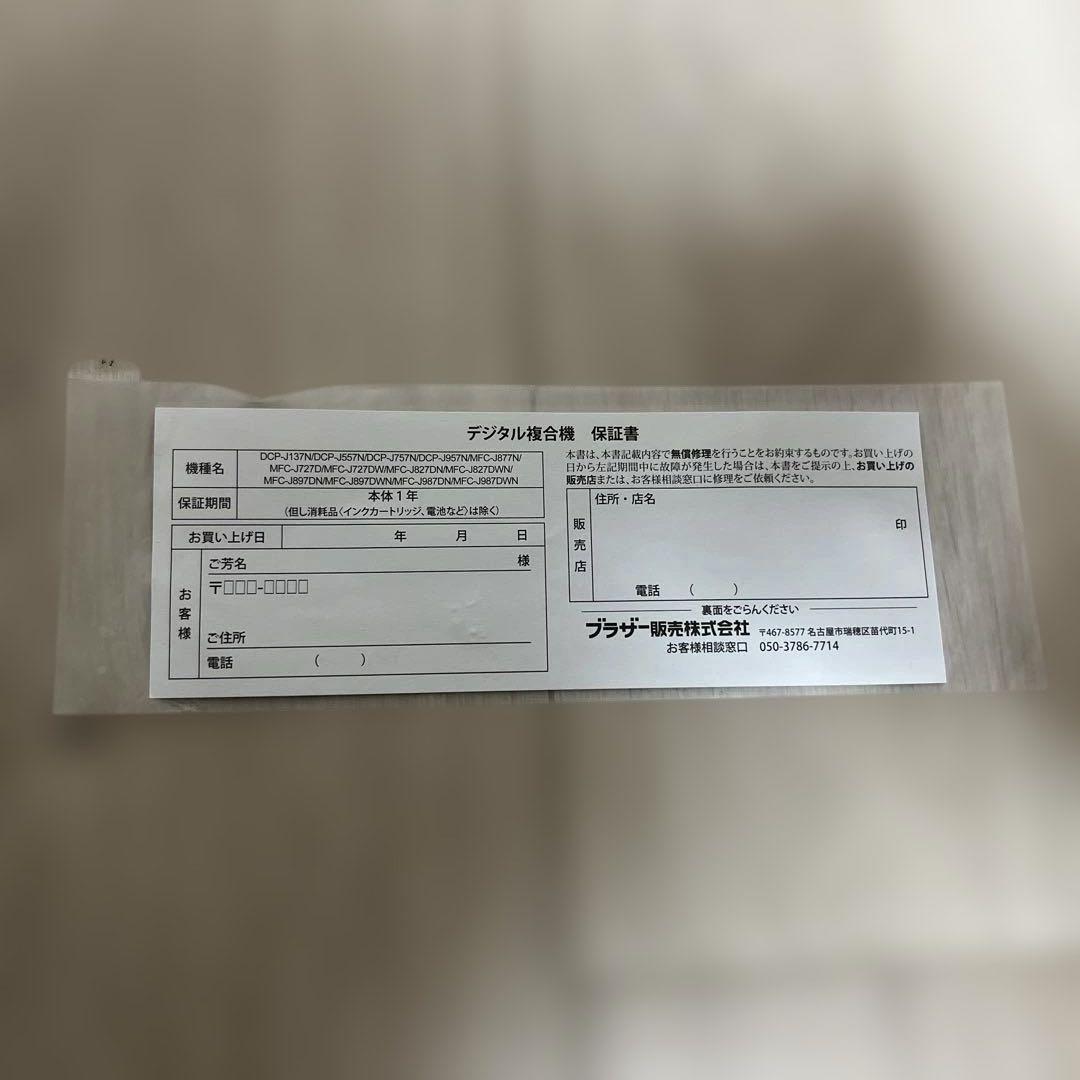 デジタル複合機 保証書
機種名
DCP-J137N/DCP-J557N/DCP-J757N/DCP-J957N/MFC-J877N/
MFC-J727D/MFC-J727DW/MFC-J827DN/MFC-J827DWN/
MFC-J897DN/MFC-J897DWN/MFC-J987DN/MFC-J987DWN
保証期間
本体1年
(但し消耗品〈インクカートリッジ、電池など〉は除く)
お買い上げ日 年 月 日
お客様
ご芳名 様
〒□□□-□□□□
ご住所
電話 ( )
本書は、本書記載内容で無償修理を行うことをお約束するものです。お買い上げの
日から左記期間中に故障が発生した場合は、本書をご提示の上、お買い上げの
販売店または、お客様相談窓口に修理をご依頼ください。
販売店
住所・店名
印
電話 ( )
裏面をごらんください
ブラザー販売株式会社 〒467-8577 名古屋市瑞穂区苗代町15-1
お客様相談窓口 050-3786-7714